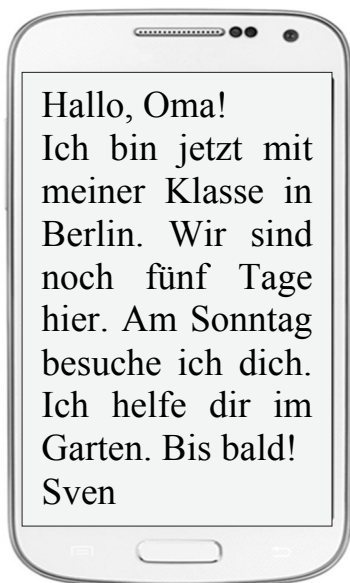 Hallo, Oma!
Ich bin jetzt mit
meiner Klasse in
Berlin. Wir sind
noch fünf Tage
hier. Am Sonntag
besuche ich dich.
Ich helfe dir im
Garten. Bis bald!
Sven